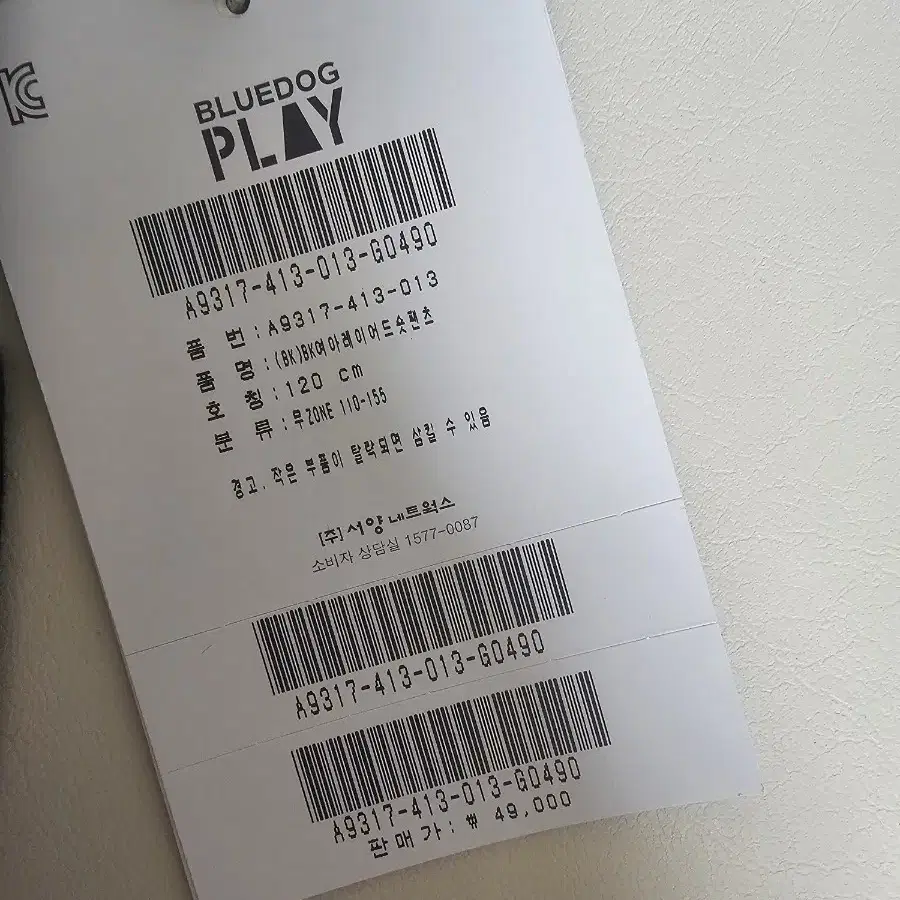 KC
BLUEDOG
PLAY
A9317-413-013-G0490
품 번 : A9317-413-013
품 명 : (BK)BK여아레이어드숏팬츠
호 칭 : 120 cm
분 류 : 무ZONE 110-155
경고, 작은 부품이 탈락되면 삼킬 수 있음
(주)서양네트웍스
소비자 상담실 1577-0087
A9317-413-013-G0490
A9317-413-013-G0490
판매가 : ₩ 49,000